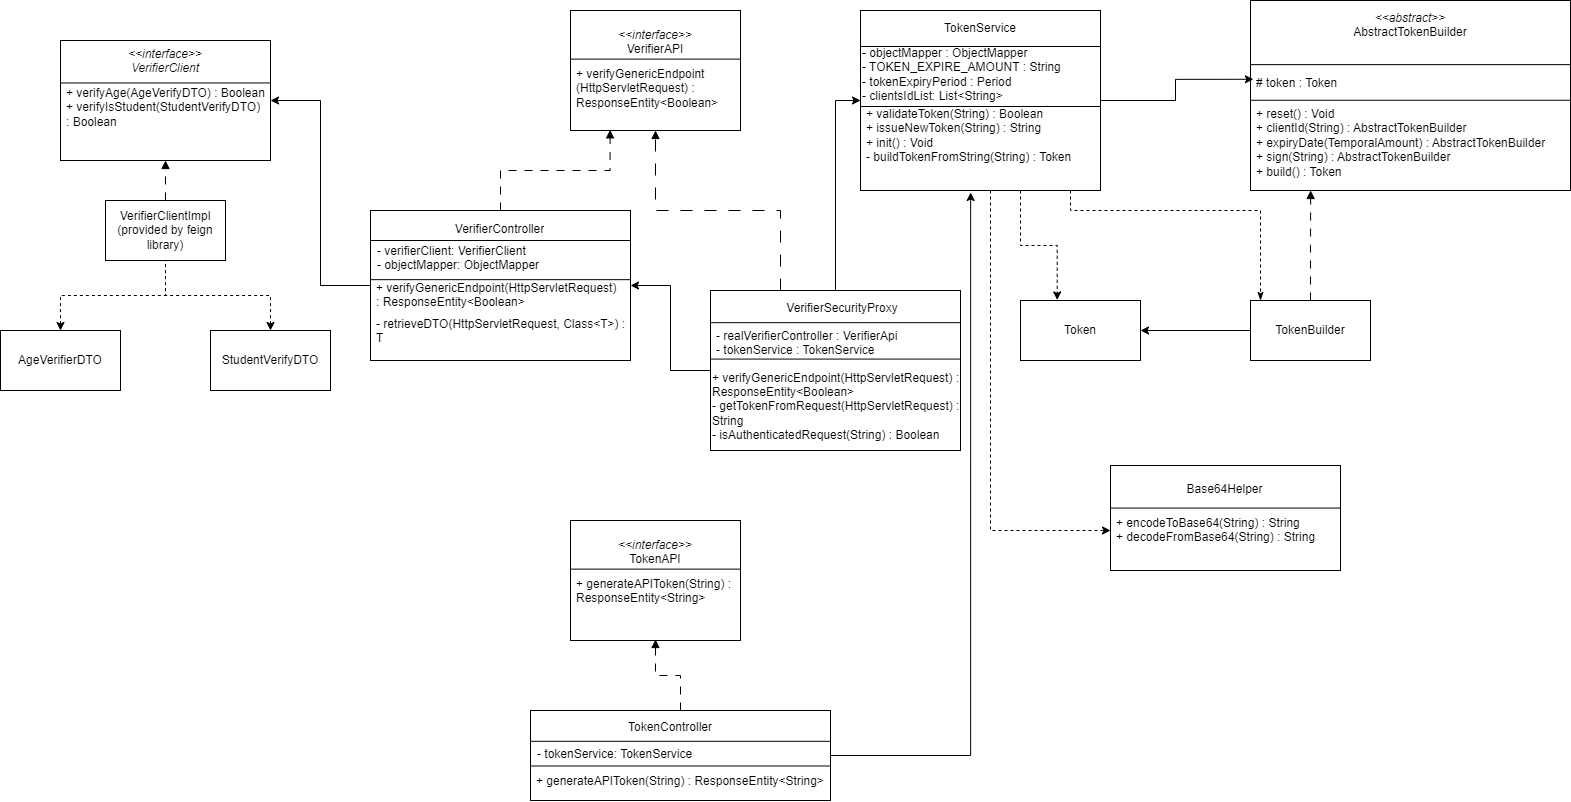 <<interface>>
VerifierClient
+ verifyAge(AgeVerifyDTO) : Boolean
+ verifyIsStudent(StudentVerifyDTO)
: Boolean
VerifierClientImpl
(provided by feign
library)
AgeVerifierDTO
StudentVerifyDTO
<<interface>>
VerifierAPI
+ verifyGenericEndpoint
(HttpServletRequest) :
ResponseEntity<Boolean>
VerifierController
- verifierClient: VerifierClient
- objectMapper: ObjectMapper
+ verifyGenericEndpoint(HttpServletRequest)
: ResponseEntity<Boolean>
- retrieveDTO(HttpServletRequest, Class<T>) :
T
VerifierSecurityProxy
- realVerifierController : VerifierApi
- tokenService : TokenService
+ verifyGenericEndpoint(HttpServletRequest) :
ResponseEntity<Boolean>
- getTokenFromRequest(HttpServletRequest) :
String
- isAuthenticatedRequest(String) : Boolean
TokenService
- objectMapper : ObjectMapper
- TOKEN_EXPIRE_AMOUNT : String
- tokenExpiryPeriod : Period
- clientsIdList: List<String>
+ validateToken(String) : Boolean
+ issueNewToken(String) : String
+ init() : Void
- buildTokenFromString(String) : Token
<<abstract>>
AbstractTokenBuilder
# token : Token
+ reset() : Void
+ clientId(String) : AbstractTokenBuilder
+ expiryDate(TemporalAmount) : AbstractTokenBuilder
+ sign(String) : AbstractTokenBuilder
+ build() : Token
Token
TokenBuilder
Base64Helper
+ encodeToBase64(String) : String
+ decodeFromBase64(String) : String
<<interface>>
TokenAPI
+ generateAPIToken(String) :
ResponseEntity<String>
TokenController
- tokenService: TokenService
+ generateAPIToken(String) : ResponseEntity<String>